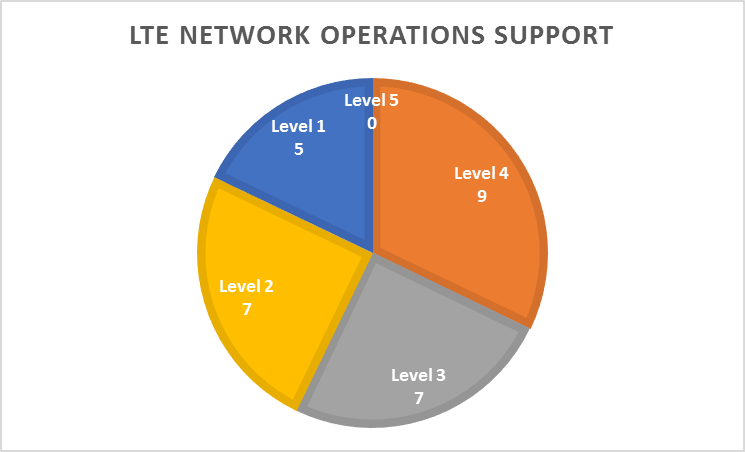 LTE NETWORK OPERATIONS SUPPORT
Level 5
0
Level 4
9
Level 3
7
Level 2
7
Level 1
5